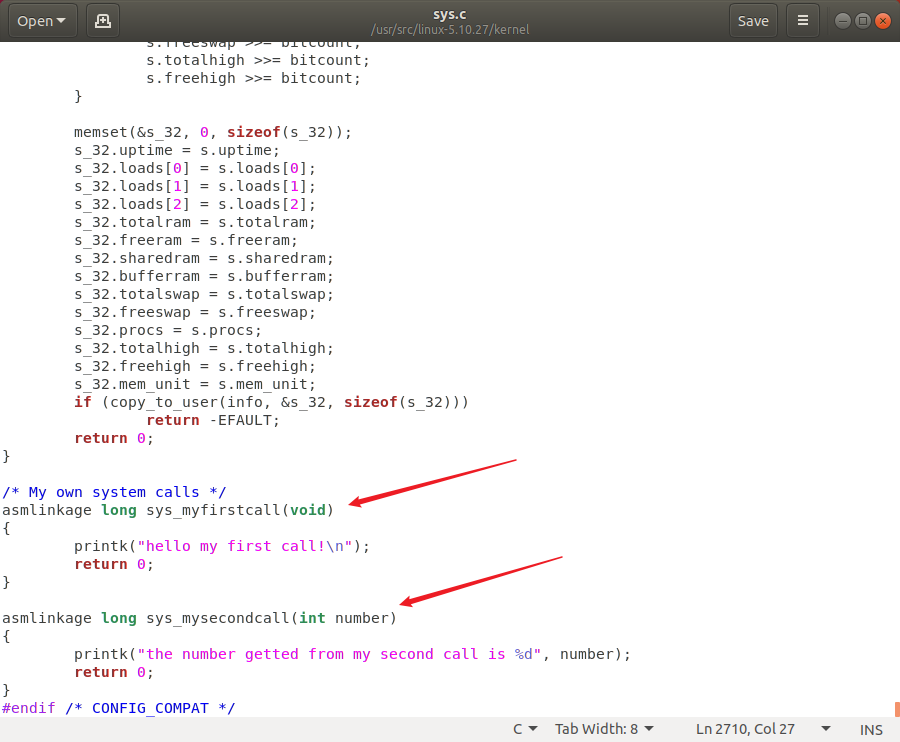 Open
sys.c
/usr/src/linux-5.10.27/kernel
Save
                s.freeswap >>= bitcount;
                s.totalhigh >>= bitcount;
                s.freehigh >>= bitcount;
        }

        memset(&s_32, 0, sizeof(s_32));
        s_32.uptime = s.uptime;
        s_32.loads[0] = s.loads[0];
        s_32.loads[1] = s.loads[1];
        s_32.loads[2] = s.loads[2];
        s_32.totalram = s.totalram;
        s_32.freeram = s.freeram;
        s_32.sharedram = s.sharedram;
        s_32.bufferram = s.bufferram;
        s_32.totalswap = s.totalswap;
        s_32.freeswap = s.freeswap;
        s_32.procs = s.procs;
        s_32.totalhigh = s.totalhigh;
        s_32.freehigh = s.freehigh;
        s_32.mem_unit = s.mem_unit;
        if (copy_to_user(info, &s_32, sizeof(s_32)))
                return -EFAULT;
        return 0;
}

/* My own system calls */
asmlinkage long sys_myfirstcall(void)
{
        printk("hello my first call!\n");
        return 0;
}

asmlinkage long sys_mysecondcall(int number)
{
        printk("the number getted from my second call is %d", number);
        return 0;
}
#endif /* CONFIG_COMPAT */
C
Tab Width: 8
Ln 2710, Col 27
INS